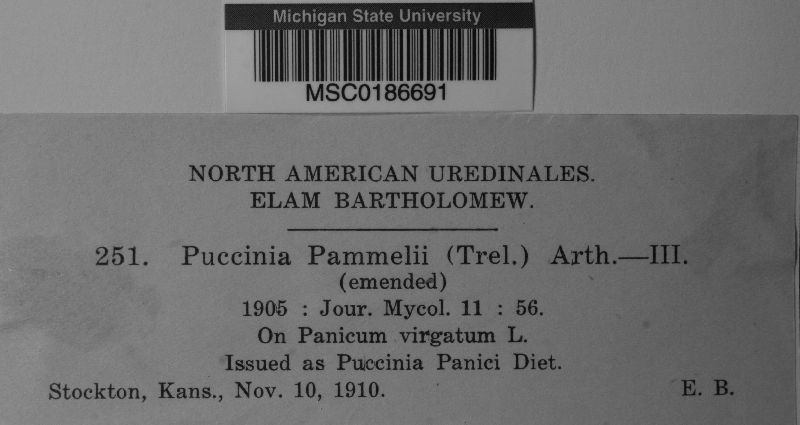 Michigan State University
MSC0186691
NORTH AMERICAN UREDINALES.
ELAM BARTHOLOMEW.
251. Puccinia Pammelii (Trel.) Arth.—III.
(emended)
1905 : Jour. Mycol. 11 : 56.
On Panicum virgatum L.
Issued as Puccinia Panici Diet.
Stockton, Kans., Nov. 10, 1910. E. B.